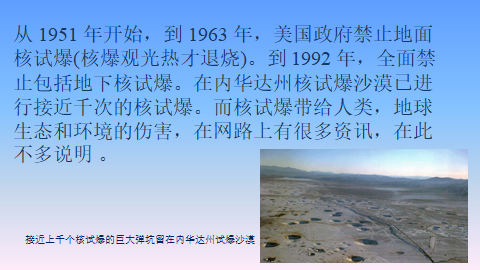 从 1951 年开始，到 1963 年，美国政府禁止地面
核试爆(核爆观光热才退烧)。到 1992 年，全面禁
止包括地下核试爆。在内华达州核试爆沙漠已进
行接近千次的核试爆。而核试爆带给人类，地球
生态和环境的伤害，在网路上有很多资讯，在此
不多说明 。
接近上千个核试爆的巨大弹坑留在内华达州试爆沙漠